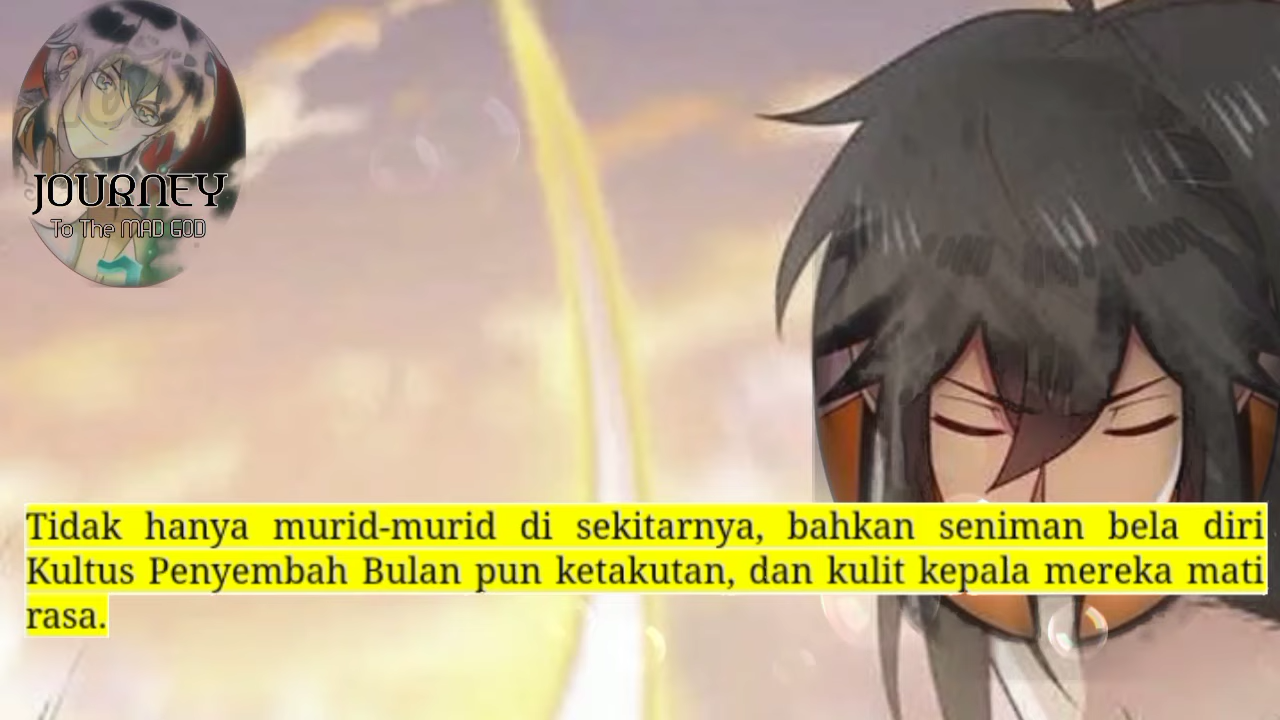 JOURNEY
To The MAD GOD
Tidak hanya murid-murid di sekitarnya, bahkan seniman bela diri
Kultus Penyembah Bulan pun ketakutan, dan kulit kepala mereka mati
rasa.